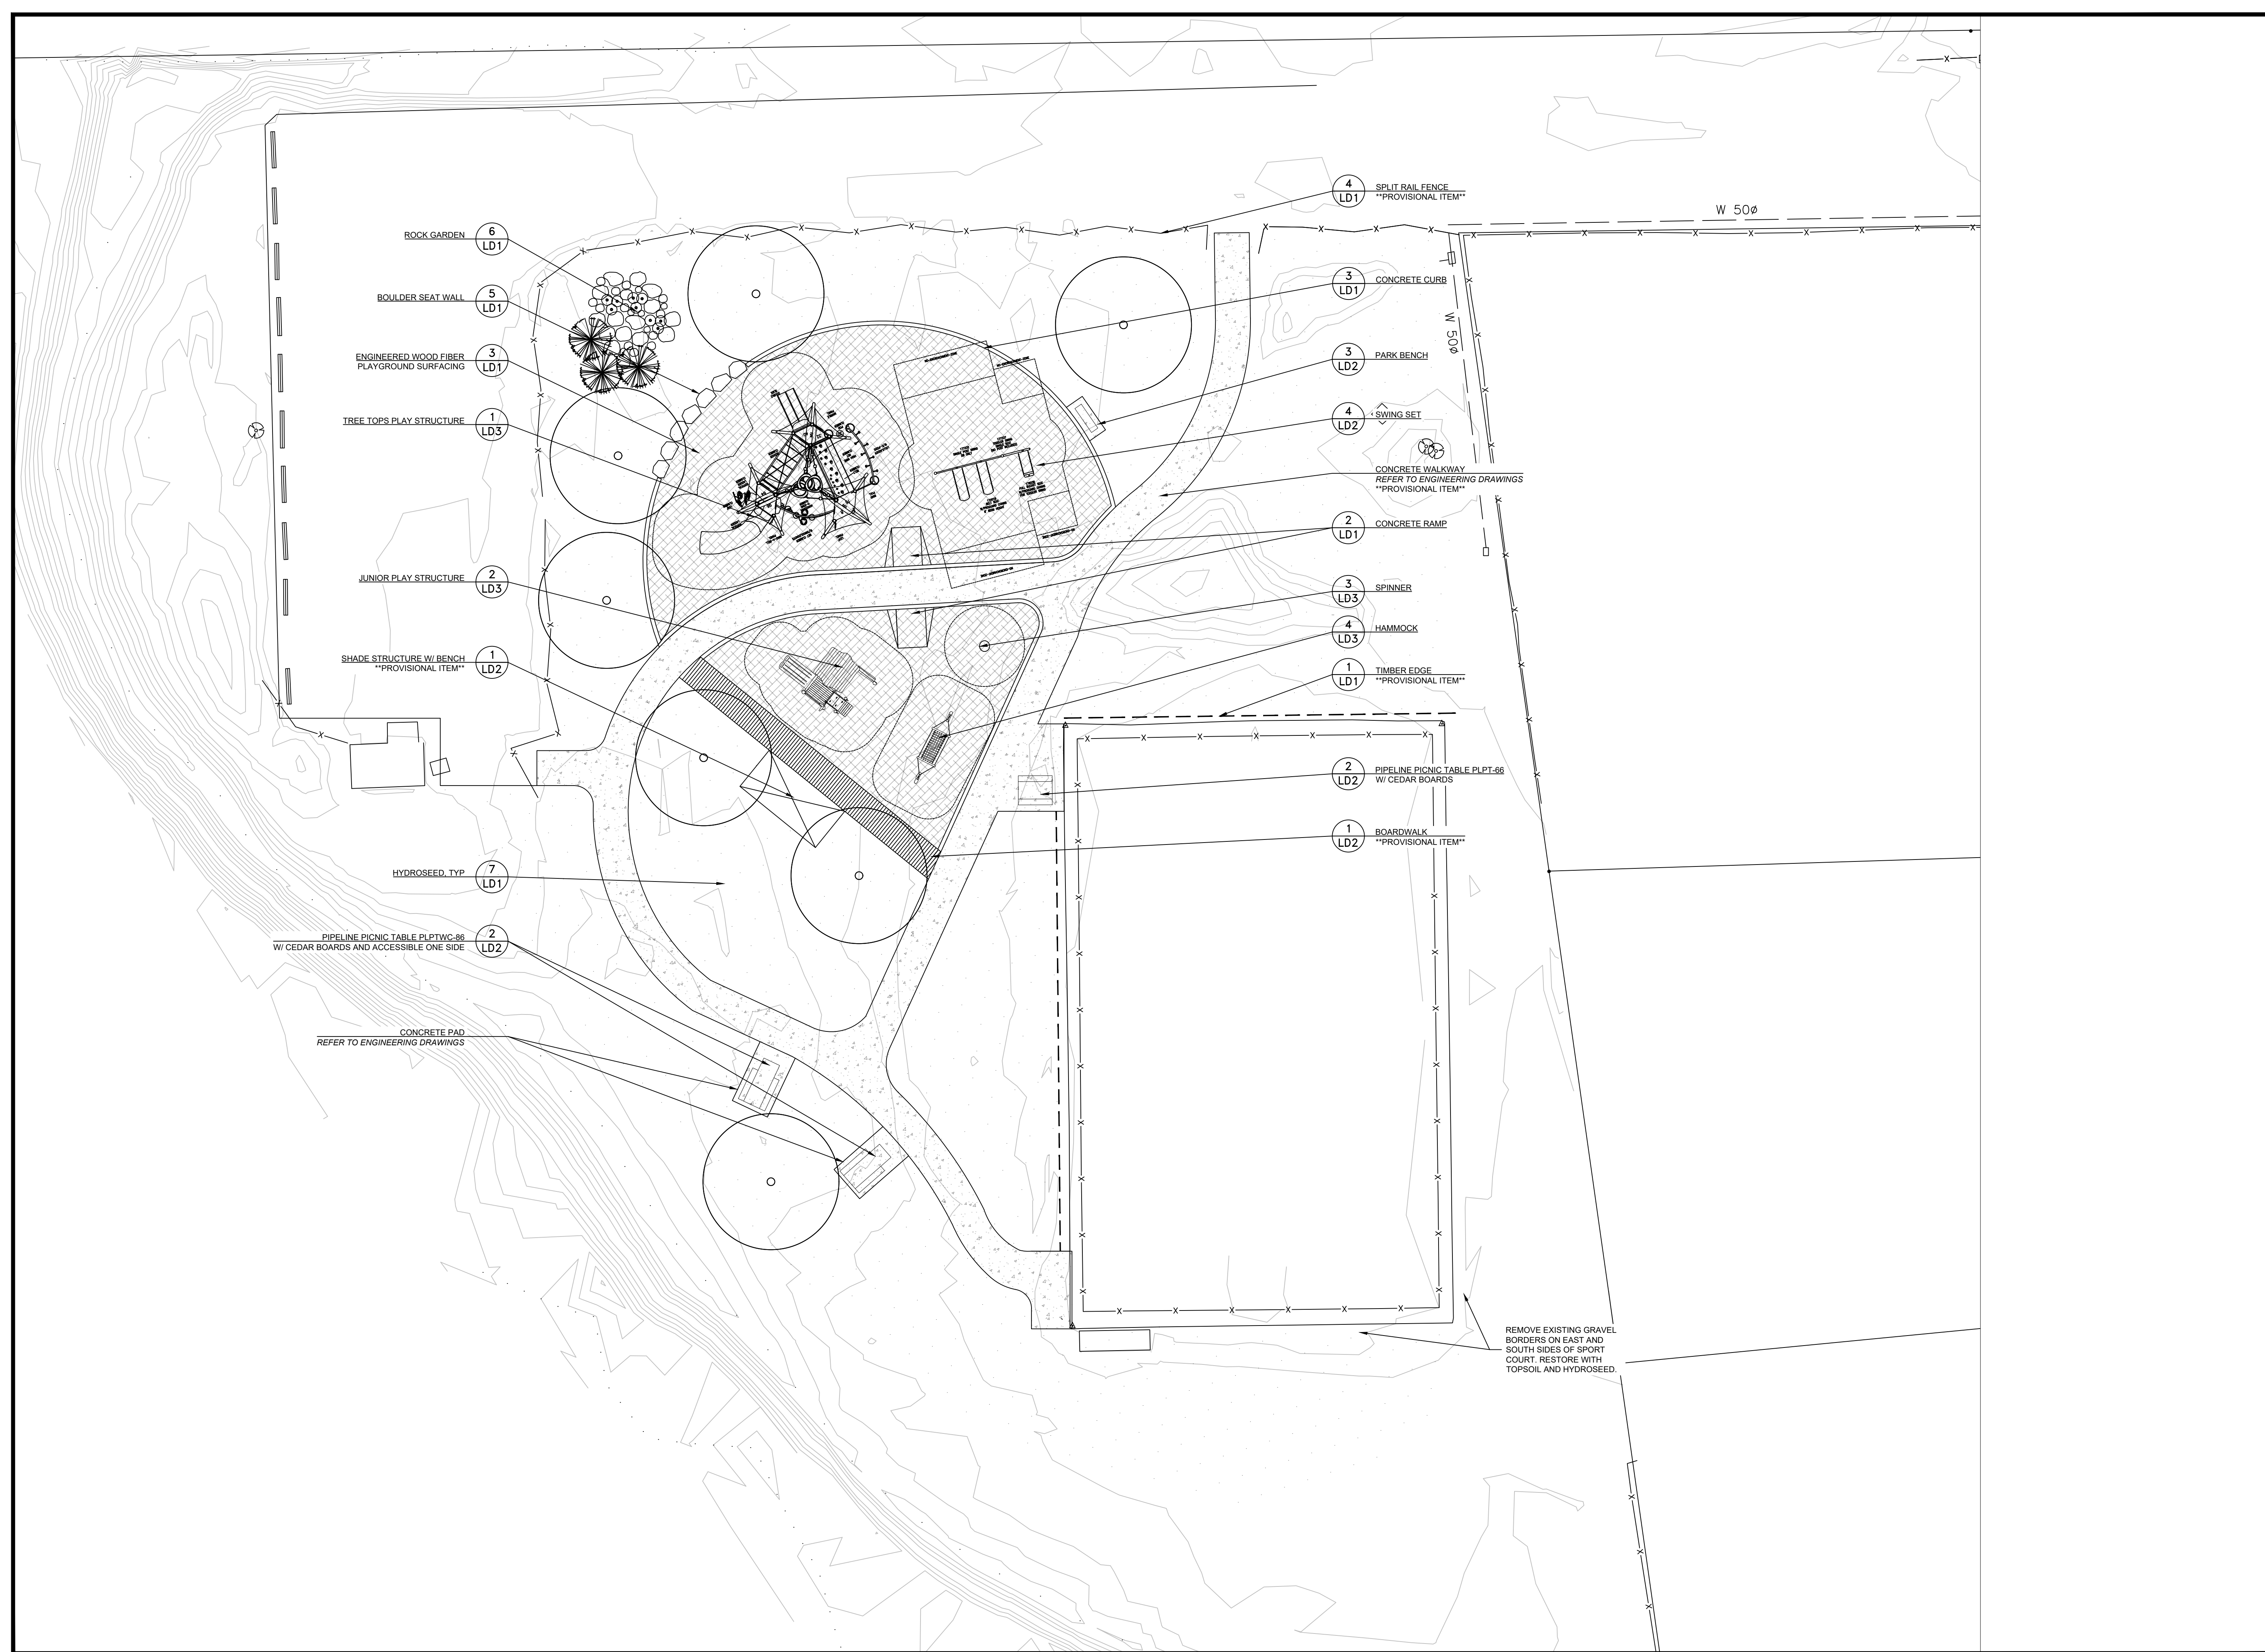 4
LD1
SPLIT RAIL FENCE
**PROVISIONAL ITEM**
W 50ø
ROCK GARDEN
6
LD1
3
LD1
CONCRETE CURB
BOULDER SEAT WALL
5
LD1
W 50ø
ENGINEERED WOOD FIBER
PLAYGROUND SURFACING
3
LD1
3
LD2
PARK BENCH
TREE TOPS PLAY STRUCTURE
1
LD3
4
LD2
SWING SET
CONCRETE WALKWAY
REFER TO ENGINEERING DRAWINGS
**PROVISIONAL ITEM**
2
LD1
CONCRETE RAMP
JUNIOR PLAY STRUCTURE
2
LD3
3
LD3
SPINNER
4
LD3
HAMMOCK
SHADE STRUCTURE W/ BENCH
**PROVISIONAL ITEM**
1
LD2
1
LD1
TIMBER EDGE
**PROVISIONAL ITEM**
2
LD2
PIPELINE PICNIC TABLE PLPT-66
W/ CEDAR BOARDS
1
LD2
BOARDWALK
**PROVISIONAL ITEM**
HYDROSEED, TYP
7
LD1
PIPELINE PICNIC TABLE PLPTWC-86
W/ CEDAR BOARDS AND ACCESSIBLE ONE SIDE
2
LD2
CONCRETE PAD
REFER TO ENGINEERING DRAWINGS
REMOVE EXISTING GRAVEL
BORDERS ON EAST AND
SOUTH SIDES OF SPORT
COURT. RESTORE WITH
TOPSOIL AND HYDROSEED.